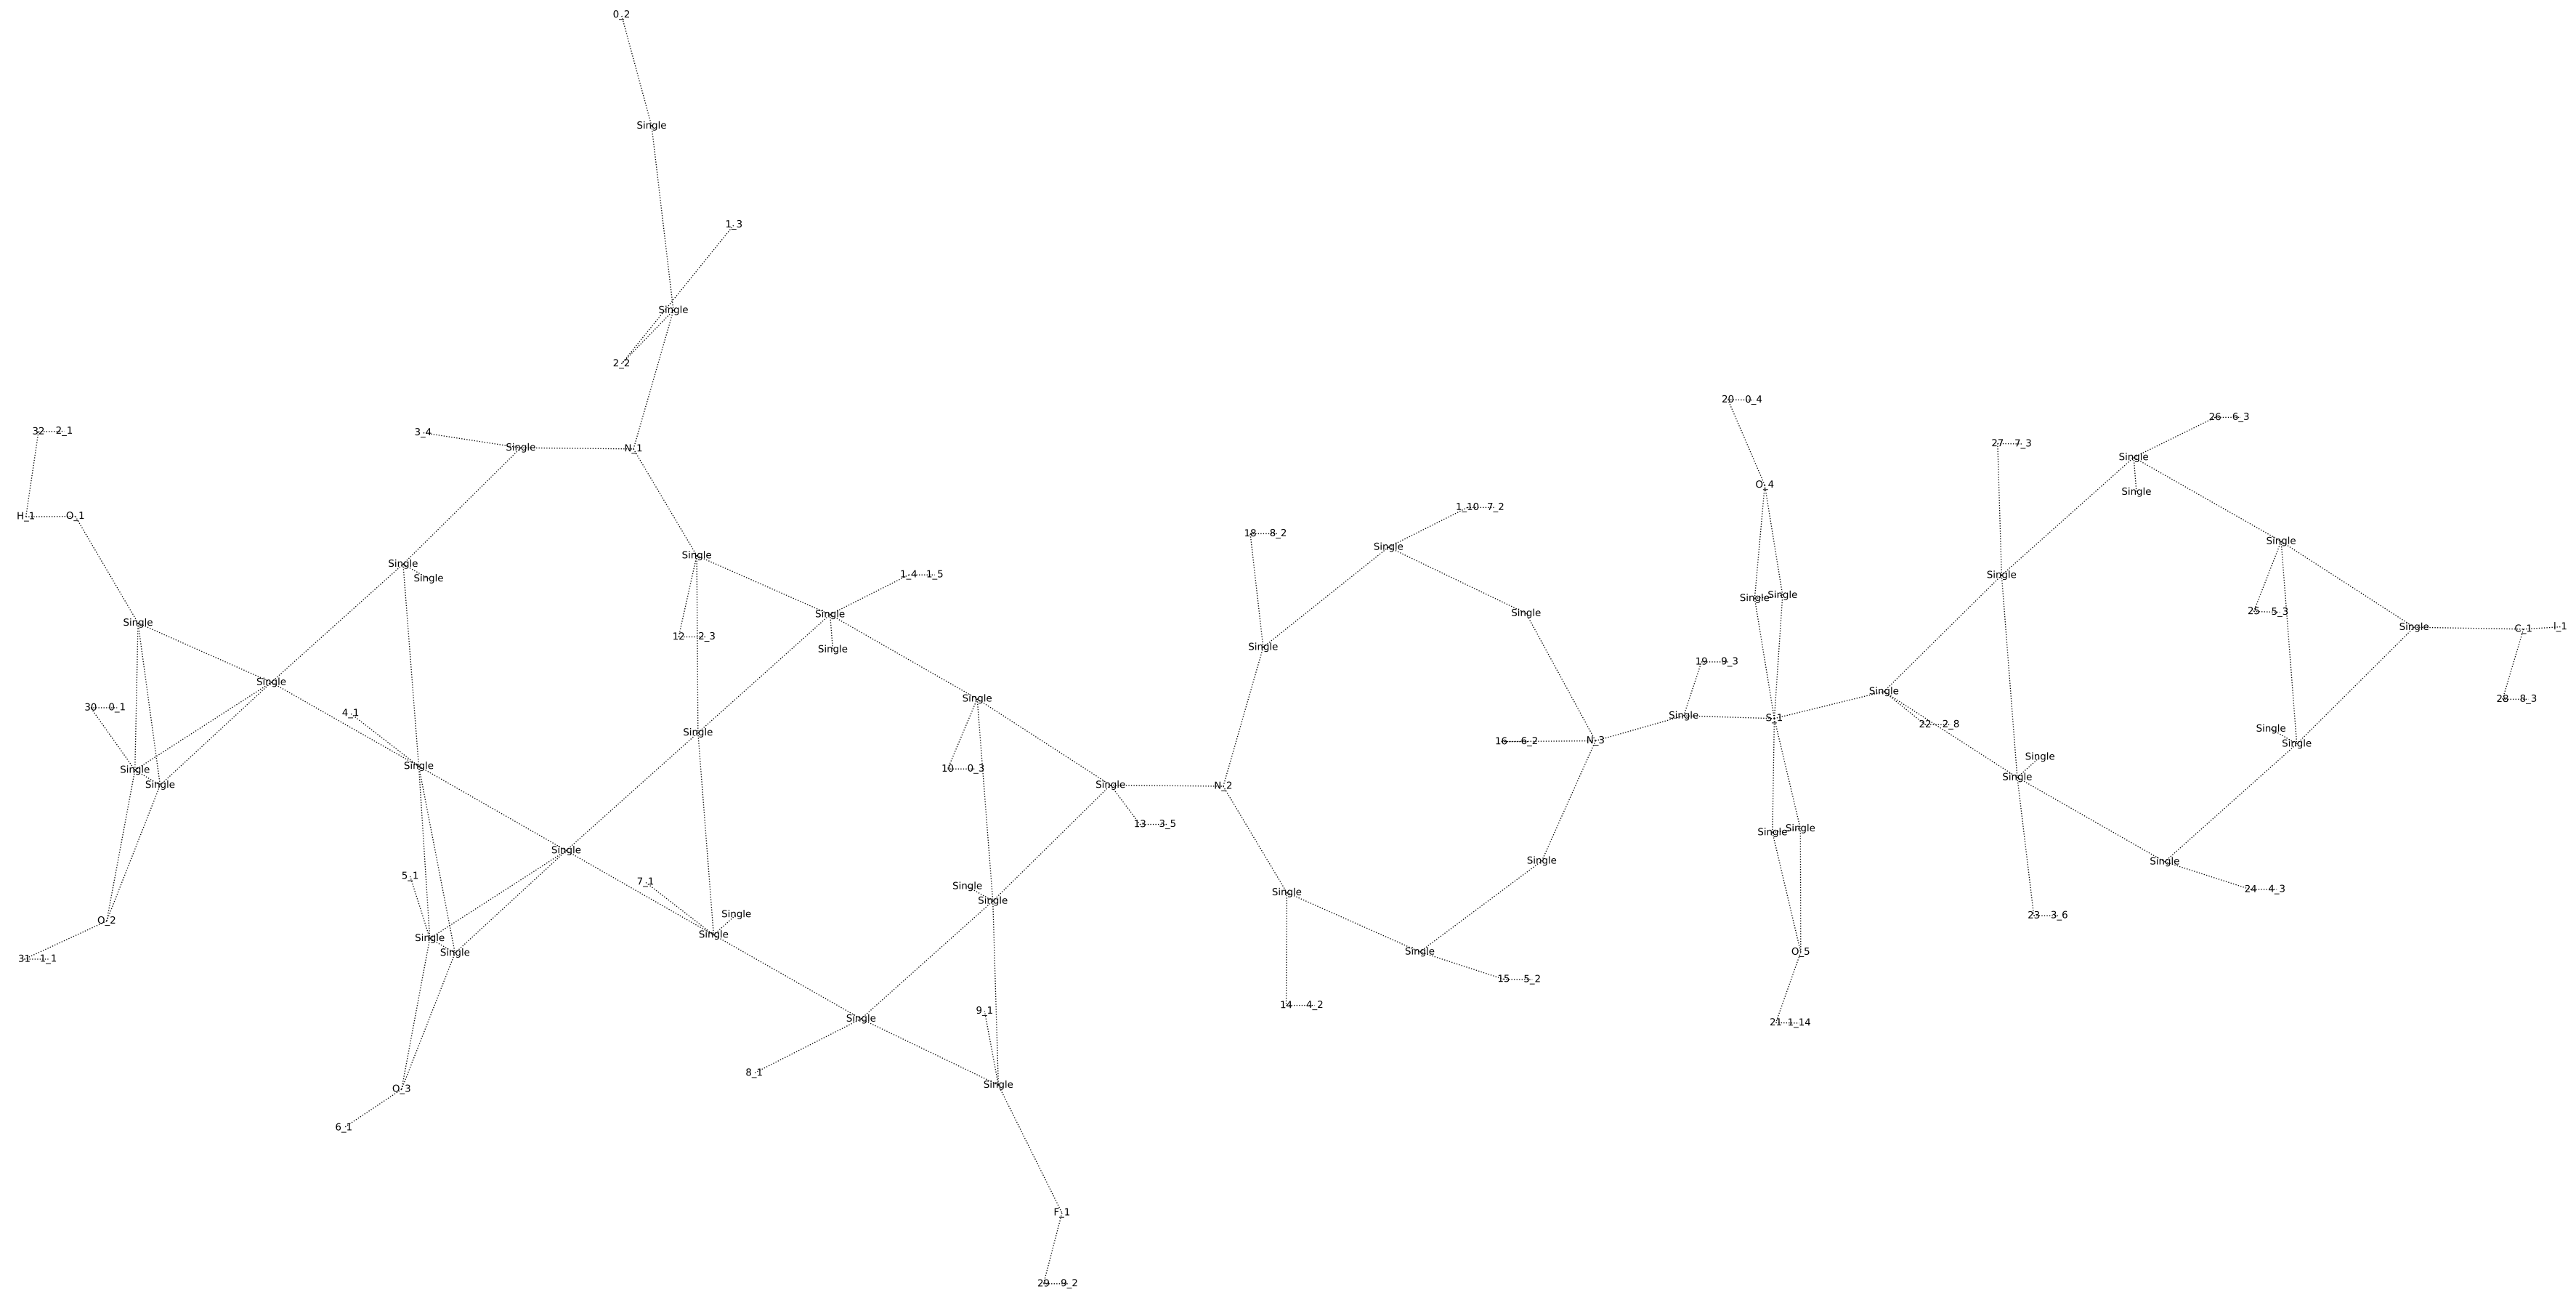 0_2
Single
1_3
Single
2_2
20 0_4
26 6_3
32 2_1
3_4
27 7_3
Single
N_1
Single
O_4
Single
1_10 7_2
H_1 O_1
18 8_2
Single
Single
Single
Single
1_4 1_5
Single
Single
Single Single
Single
Single
Single
Single
C_1 I_1
12 2_3
Single
Single
25 5_3
19 9_3
Single
Single
Single
28 8_3
30 0_1
4_1
Single
S_1
22 2_8
Single
Single
16 6_2
N_3
Single
Single
Single
10 0_3
Single
Single
Single
Single
N_2
13 3_5
Single Single
Single
Single
Single
5_1
7_1
Single
Single
Single
24 4_3
O_2
Single
23 3_6
Single
Single
Single
Single
O_5
31 1_1
15 5_2
14 4_2
9_1
Single
21 1_14
8_1
Single
O_3
6_1
F_1
29 9_2